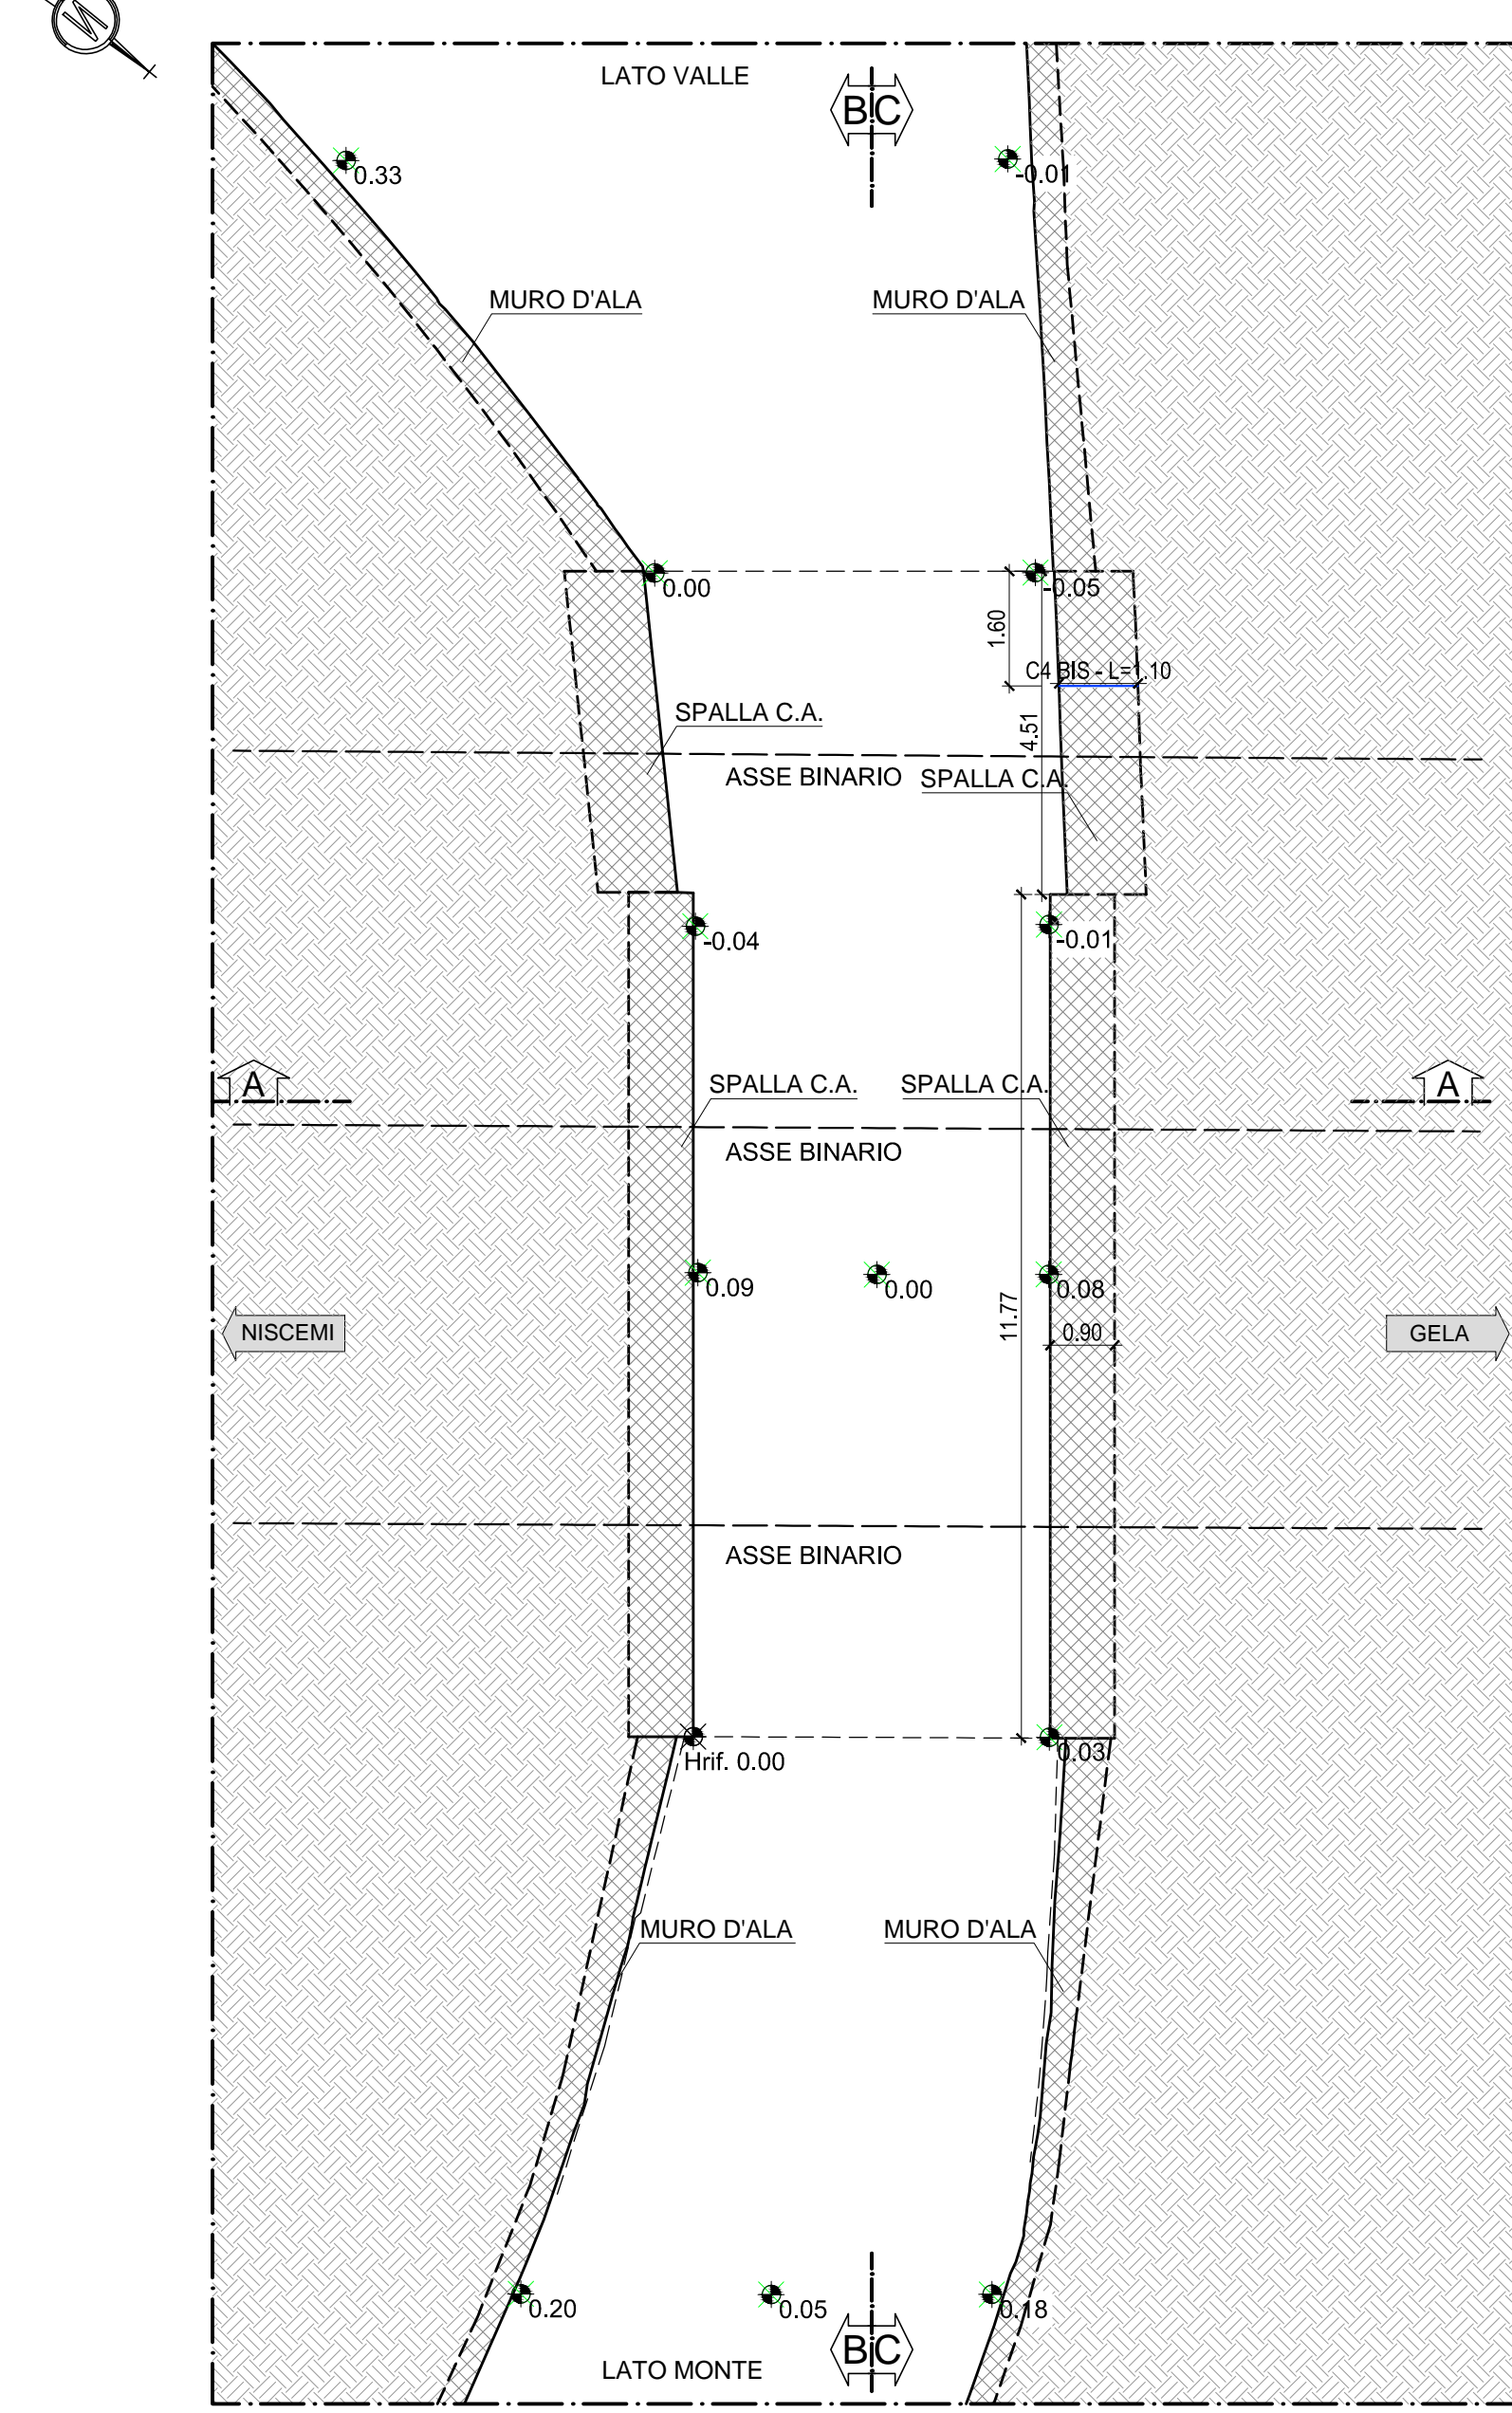 N
LATO VALLE
B C
0.33
-0.01
MURO D'ALA
MURO D'ALA
0.00
-0.05
1.60
C4 BIS - L=1.10
SPALLA C.A.
4.51
ASSE BINARIO
SPALLA C.A.
-0.04
-0.01
A
A
SPALLA C.A.
SPALLA C.A.
ASSE BINARIO
0.09
0.00
0.08
11.77
0.90
NISCEMI
GELA
ASSE BINARIO
Hrif. 0.00
0.03
MURO D'ALA
MURO D'ALA
0.20
0.05
0.18
B C
LATO MONTE